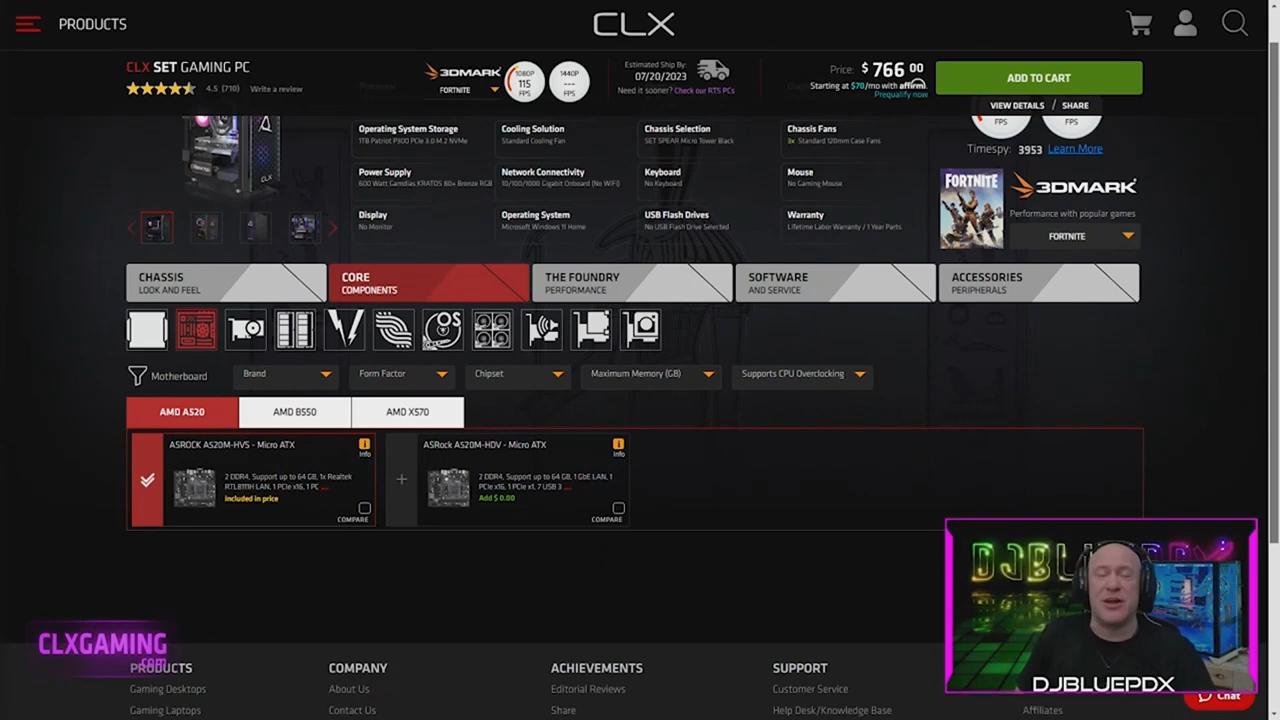 PRODUCTS
CLX
CLX SET GAMING PC
4.5 (710) Write a review
3DMARK
FORTNITE
1080P
115
FPS
1440P
---
FPS
Estimated Ship By:
07/20/2023
Need it sooner? Check our RTS PCs
Price: $ 766 00
Starting at $70/mo with affirm.
Prequalify now
ADD TO CART
VIEW DETAILS / SHARE
FPS
FPS
Timespy: 3953 Learn More
Operating System Storage
1TB Patriot P300 PCIe 3.0 M.2 NVMe
Cooling Solution
Standard Cooling Fan
Chassis Selection
SET SPEAR Micro Tower Black
Chassis Fans
3x Standard 120mm Case Fans
Power Supply
600 Watt Gamdias KRATOS 80+ Bronze RGB
Network Connectivity
10/100/1000 Gigabit Onboard (No WiFi)
Keyboard
No Keyboard
Mouse
No Gaming Mouse
Display
No Monitor
Operating System
Microsoft Windows 11 Home
USB Flash Drives
No USB Flash Drive Selected
Warranty
Lifetime Labor Warranty / 1 Year Parts
FORTNITE
3DMARK
Performance with popular games
FORTNITE
CHASSIS
LOOK AND FEEL
CORE
COMPONENTS
THE FOUNDRY
PERFORMANCE
SOFTWARE
AND SERVICE
ACCESSORIES
PERIPHERALS
OS
Motherboard
Brand
Form Factor
Chipset
Maximum Memory (GB)
Supports CPU Overclocking
AMD A520
AMD B550
AMD X570
ASROCK A520M-HVS - Micro ATX
Info
2 DDR4, Support up to 64 GB, 1x Realtek
RTL8111H LAN, 1 PCIe x16, 1 PC ...
Included in price
COMPARE
ASRock A520M-HDV - Micro ATX
Info
2 DDR4, Support up to 64 GB, 1 GbE LAN, 1
PCIe x16, 1 PCIe x1, 7 USB 3 ...
Add $ 0.00
COMPARE
CLXGAMING
.com
PRODUCTS
Gaming Desktops
Gaming Laptops
COMPANY
About Us
Contact Us
ACHIEVEMENTS
Editorial Reviews
Share
SUPPORT
Customer Service
Help Desk/Knowledge Base
Affiliates
DJBLUEPDX
Chat